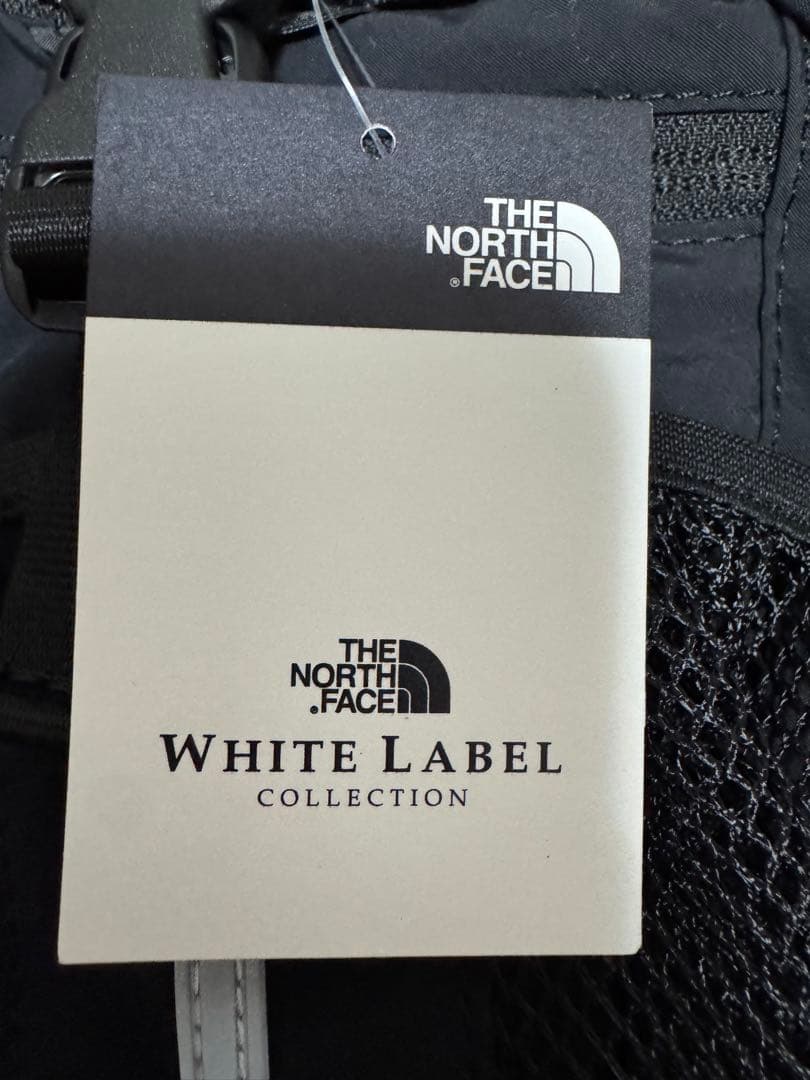 THE
NORTH
® FACE
THE
NORTH
.FACE
WHITE LABEL
COLLECTION